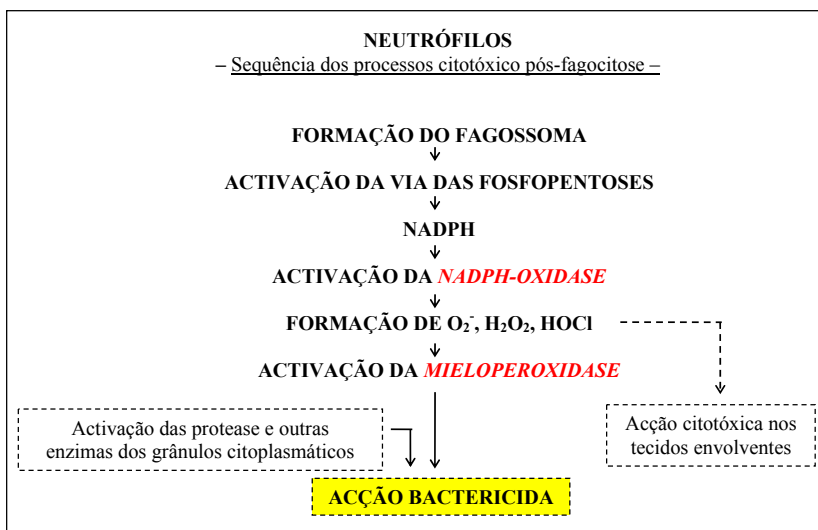 NEUTRÓFILOS
– Sequência dos processos citotóxico pós-fagocitose –
FORMAÇÃO DO FAGOSSOMA
ACTIVAÇÃO DA VIA DAS FOSFOPENTOSES
NADPH
ACTIVAÇÃO DA NADPH-OXIDASE
FORMAÇÃO DE O₂⁻, H₂O₂, HOCl
ACTIVAÇÃO DA MIELOPEROXIDASE
Activação das protease e outras
enzimas dos grânulos citoplasmáticos
Acção citotóxica nos
tecidos envolventes
ACÇÃO BACTERICIDA